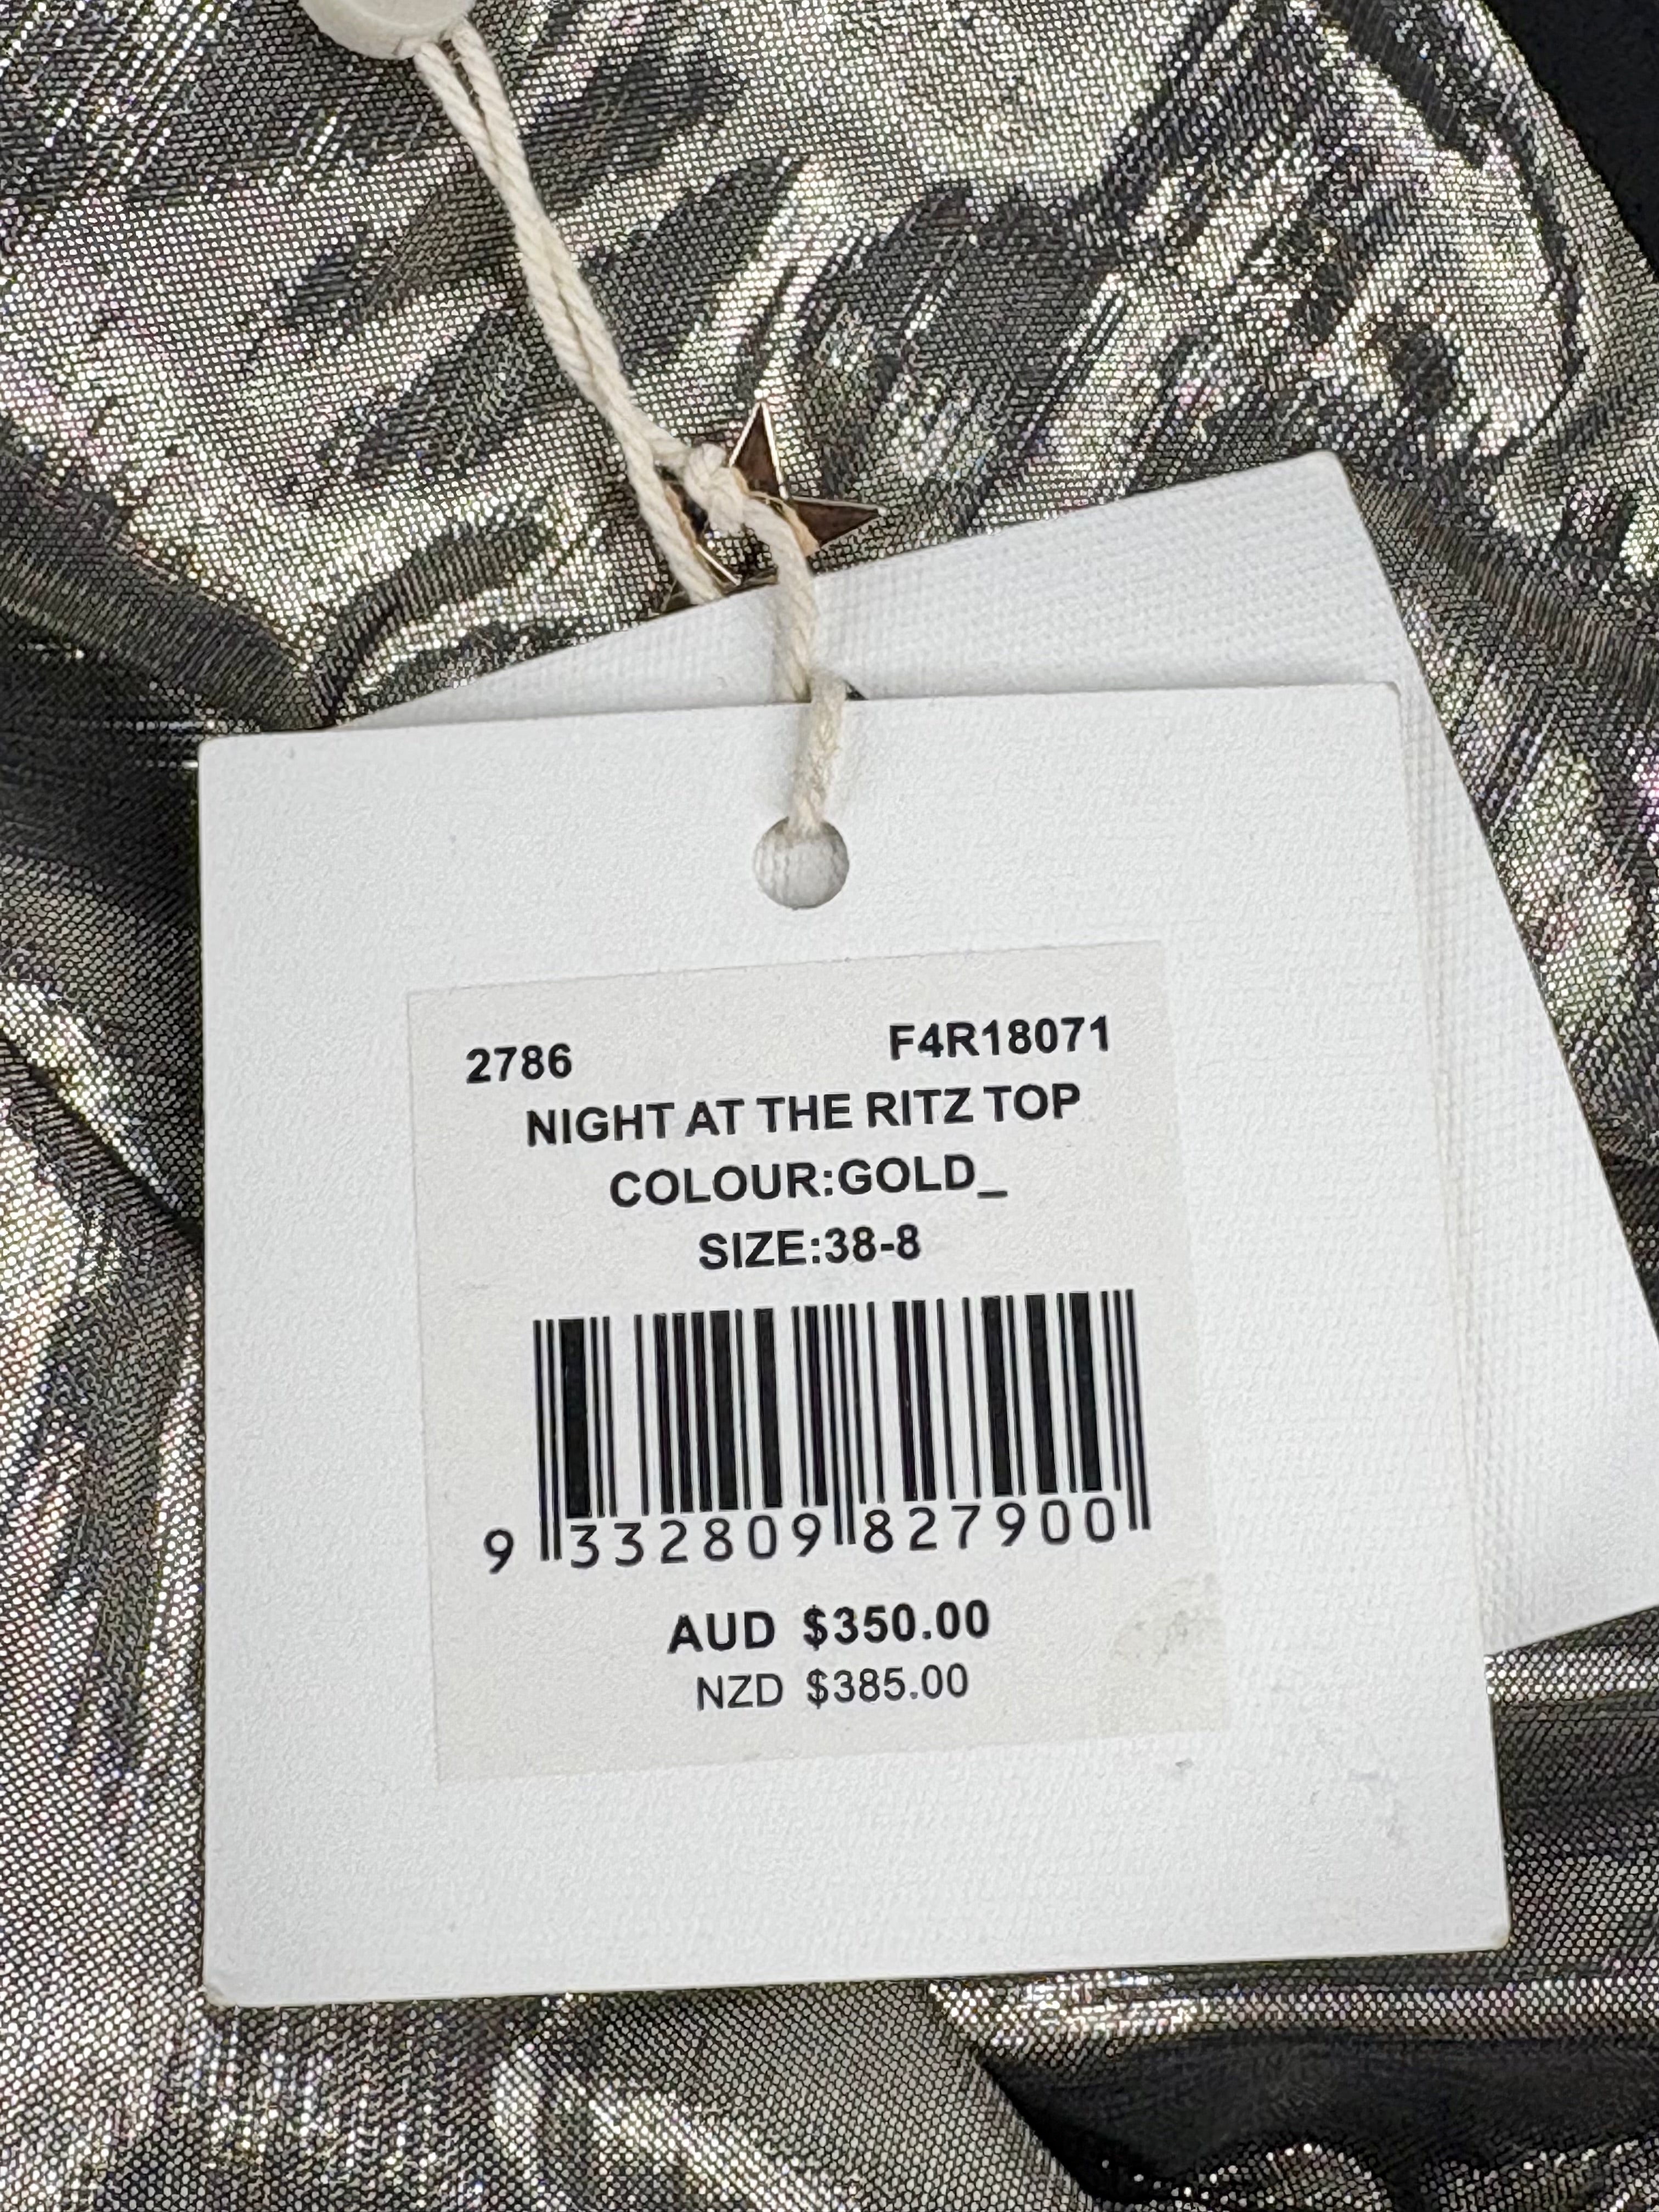 2786 F4R18071
NIGHT AT THE RITZ TOP
COLOUR:GOLD_
SIZE:38-8
9 332809 827900
AUD $350.00
NZD $385.00